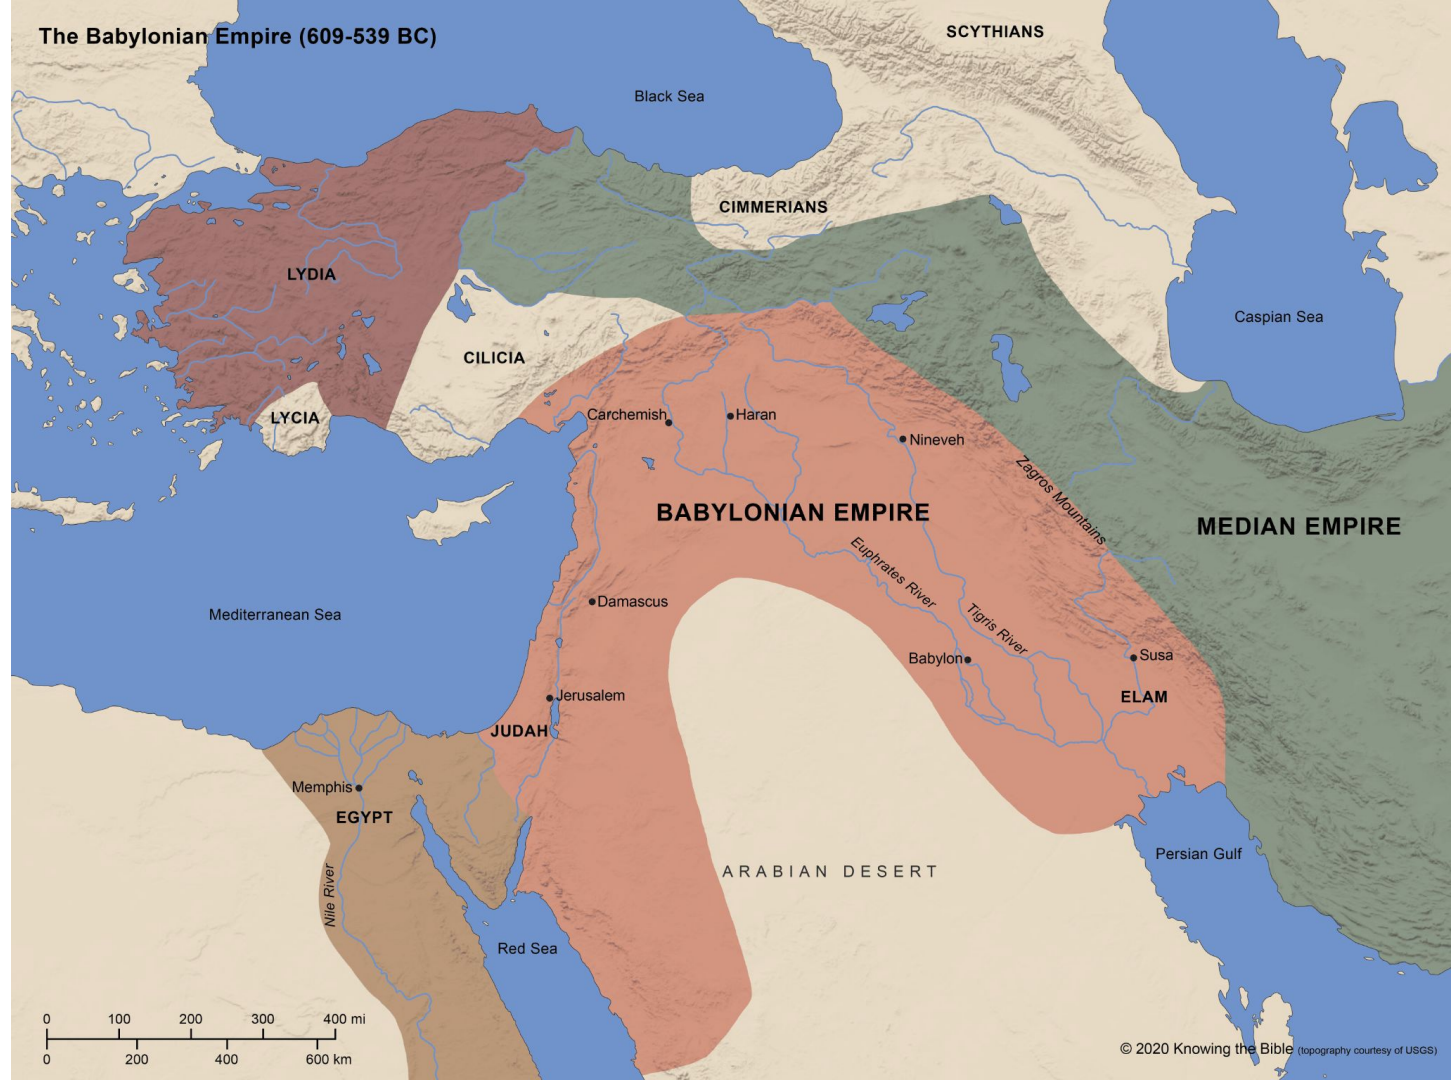 The Babylonian Empire (609-539 BC)
SCYTHIANS
Black Sea
CIMMERIANS
LYDIA
Caspian Sea
CILICIA
LYCIA
Carchemish
Haran
Nineveh
Zagros Mountains
BABYLONIAN EMPIRE
MEDIAN EMPIRE
Euphrates River
Damascus
Mediterranean Sea
Tigris River
Babylon
Susa
Jerusalem
ELAM
JUDAH
Memphis
EGYPT
Persian Gulf
ARABIAN DESERT
Nile River
Red Sea
0 100 200 300 400 mi
0 200 400 600 km
© 2020 Knowing the Bible (topography courtesy of USGS)